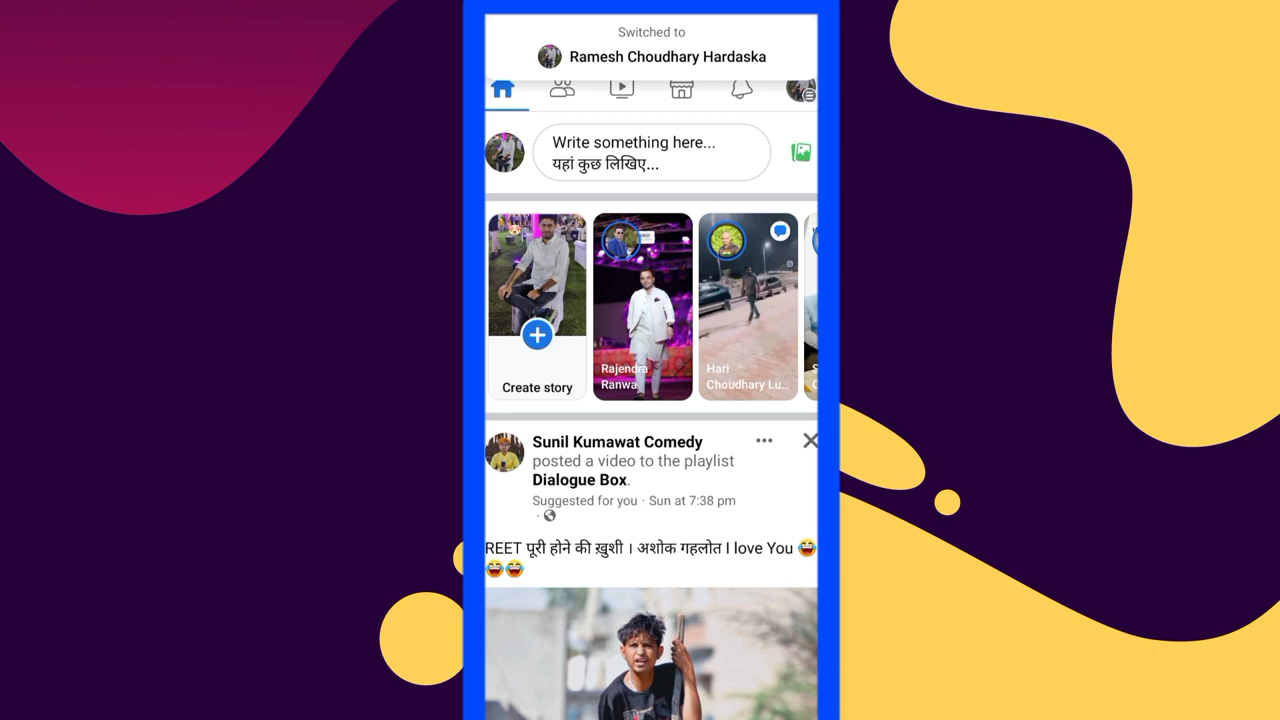 Switched to
Ramesh Choudhary Hardaska
Write something here...
यहां कुछ लिखिए...
Create story
Rajendra
Ranwa
Hari
Choudhary Lu...
Sunil Kumawat Comedy
posted a video to the playlist
Dialogue Box.
Suggested for you · Sun at 7:38 pm
·
REET पूरी होने की ख़ुशी । अशोक गहलोत I love You 😂
😂😂